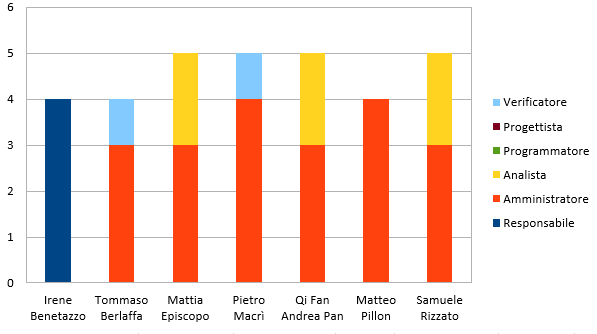 6
5
4
3
2
1
0
Irene Benetazzo
Tommaso Berlaffa
Mattia Episcopo
Pietro Macrì
Qi Fan Andrea Pan
Matteo Pillon
Samuele Rizzato
Verificatore
Progettista
Programmatore
Analista
Amministratore
Responsabile